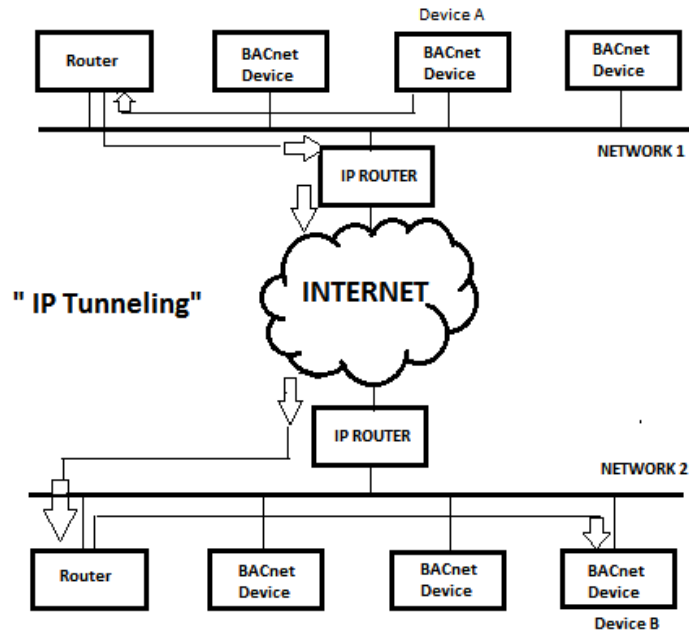 Device A
Router
BACnet
Device
BACnet
Device
BACnet
Device
NETWORK 1
IP ROUTER
" IP Tunneling"
INTERNET
IP ROUTER
NETWORK 2
Router
BACnet
Device
BACnet
Device
BACnet
Device
Device B